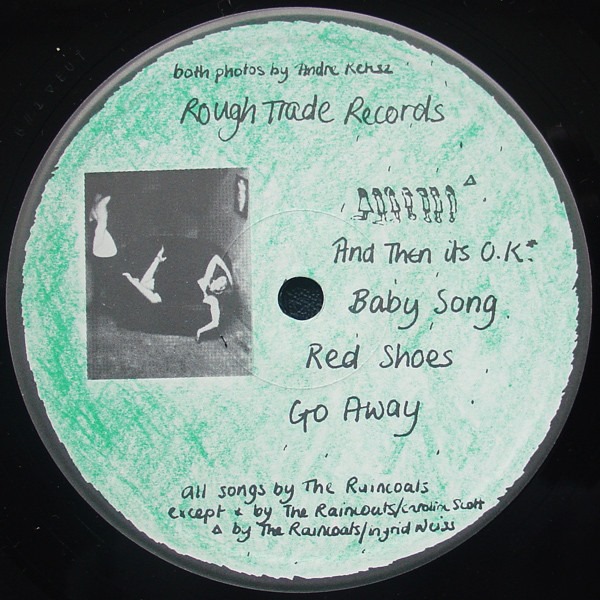 both photos by Andre Kertsz
Rough Trade Records
△
And Then its O.K.*
Baby Song
Red Shoes
Go Away
all songs by The Raincoats
except * by The Raincoats/Caroline Scott
△ by The Raincoats/ingrid Weiss